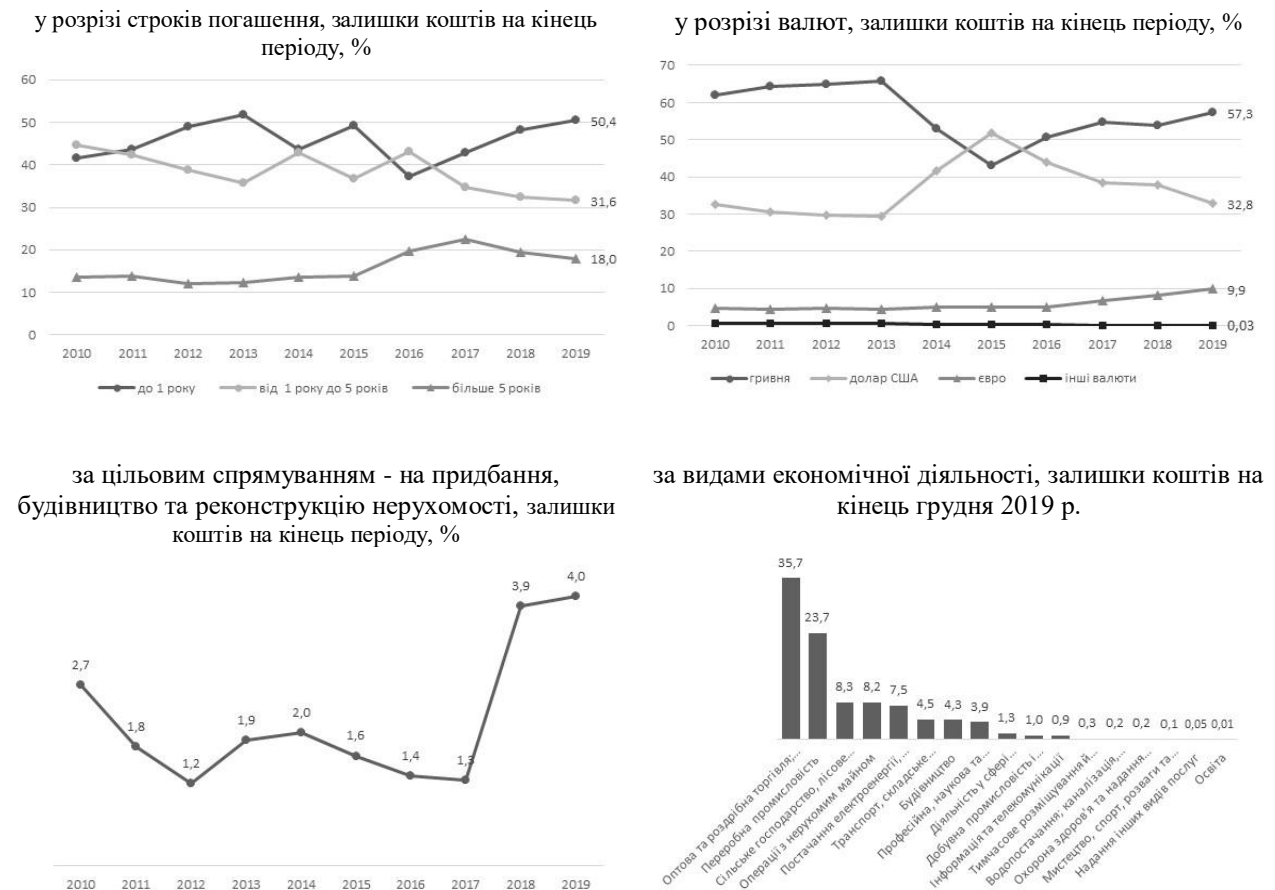 у розрізі строків погашення, залишки коштів на кінець
періоду, %
60
50
40
30
20
10
0
50,4
31,6
18,0
2010 2011 2012 2013 2014 2015 2016 2017 2018 2019
до 1 року від 1 року до 5 років більше 5 років
у розрізі валют, залишки коштів на кінець періоду, %
70
60
50
40
30
20
10
0
57,3
32,8
9,9
0,03
2010 2011 2012 2013 2014 2015 2016 2017 2018 2019
гривня долар США євро інші валюти
за цільовим спрямуванням - на придбання,
будівництво та реконструкцію нерухомості, залишки
коштів на кінець періоду, %
2,7 1,8 1,2 1,9 2,0 1,6 1,4 1,3 3,9 4,0
2010 2011 2012 2013 2014 2015 2016 2017 2018 2019
за видами економічної діяльності, залишки коштів на
кінець грудня 2019 р.
35,7 23,7 8,3 8,2 7,5 4,5 4,3 3,9 1,3 1,0 0,9 0,3 0,2 0,2 0,1 0,05 0,01
Оптова та роздрібна торгівля;...
Переробна промисловість
Сільське господарство, лісове...
Операції з нерухомим майном
Постачання електроенергії,...
Транспорт, складське...
Будівництво
Професійна, наукова та...
Діяльність у сфері...
Добувна промисловість і...
Інформація та телекомунікації
Тимчасове розміщування й...
Водопостачання; каналізація,...
Охорона здоров'я та надання...
Мистецтво, спорт, розваги та...
Надання інших видів послуг
Освіта